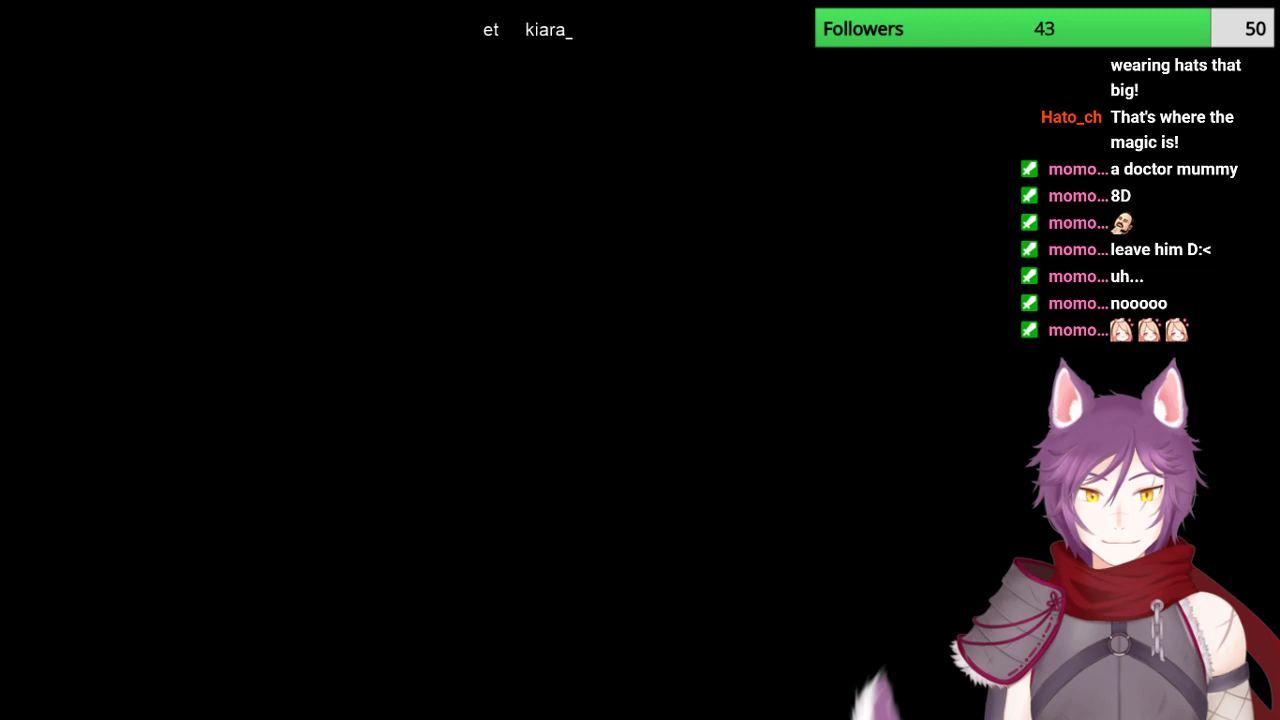 et kiara_
Followers 43 50
wearing hats that
big!
Hato_ch That's where the
magic is!
momo... a doctor mummy
momo... 8D
momo...
momo... leave him D:<
momo... uh...
momo... nooooo
momo...